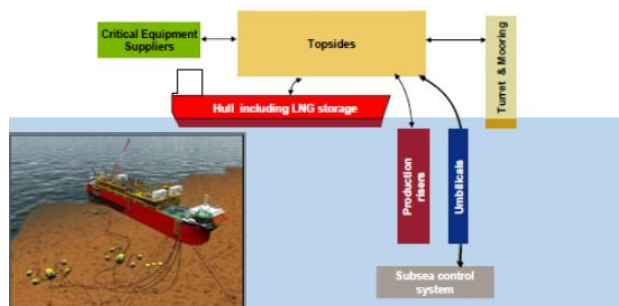 Critical Equipment
Suppliers
Topsides
Turret & Mooring
Hull including LNG storage
Production
risers
Umbilicals
Subsea control
system